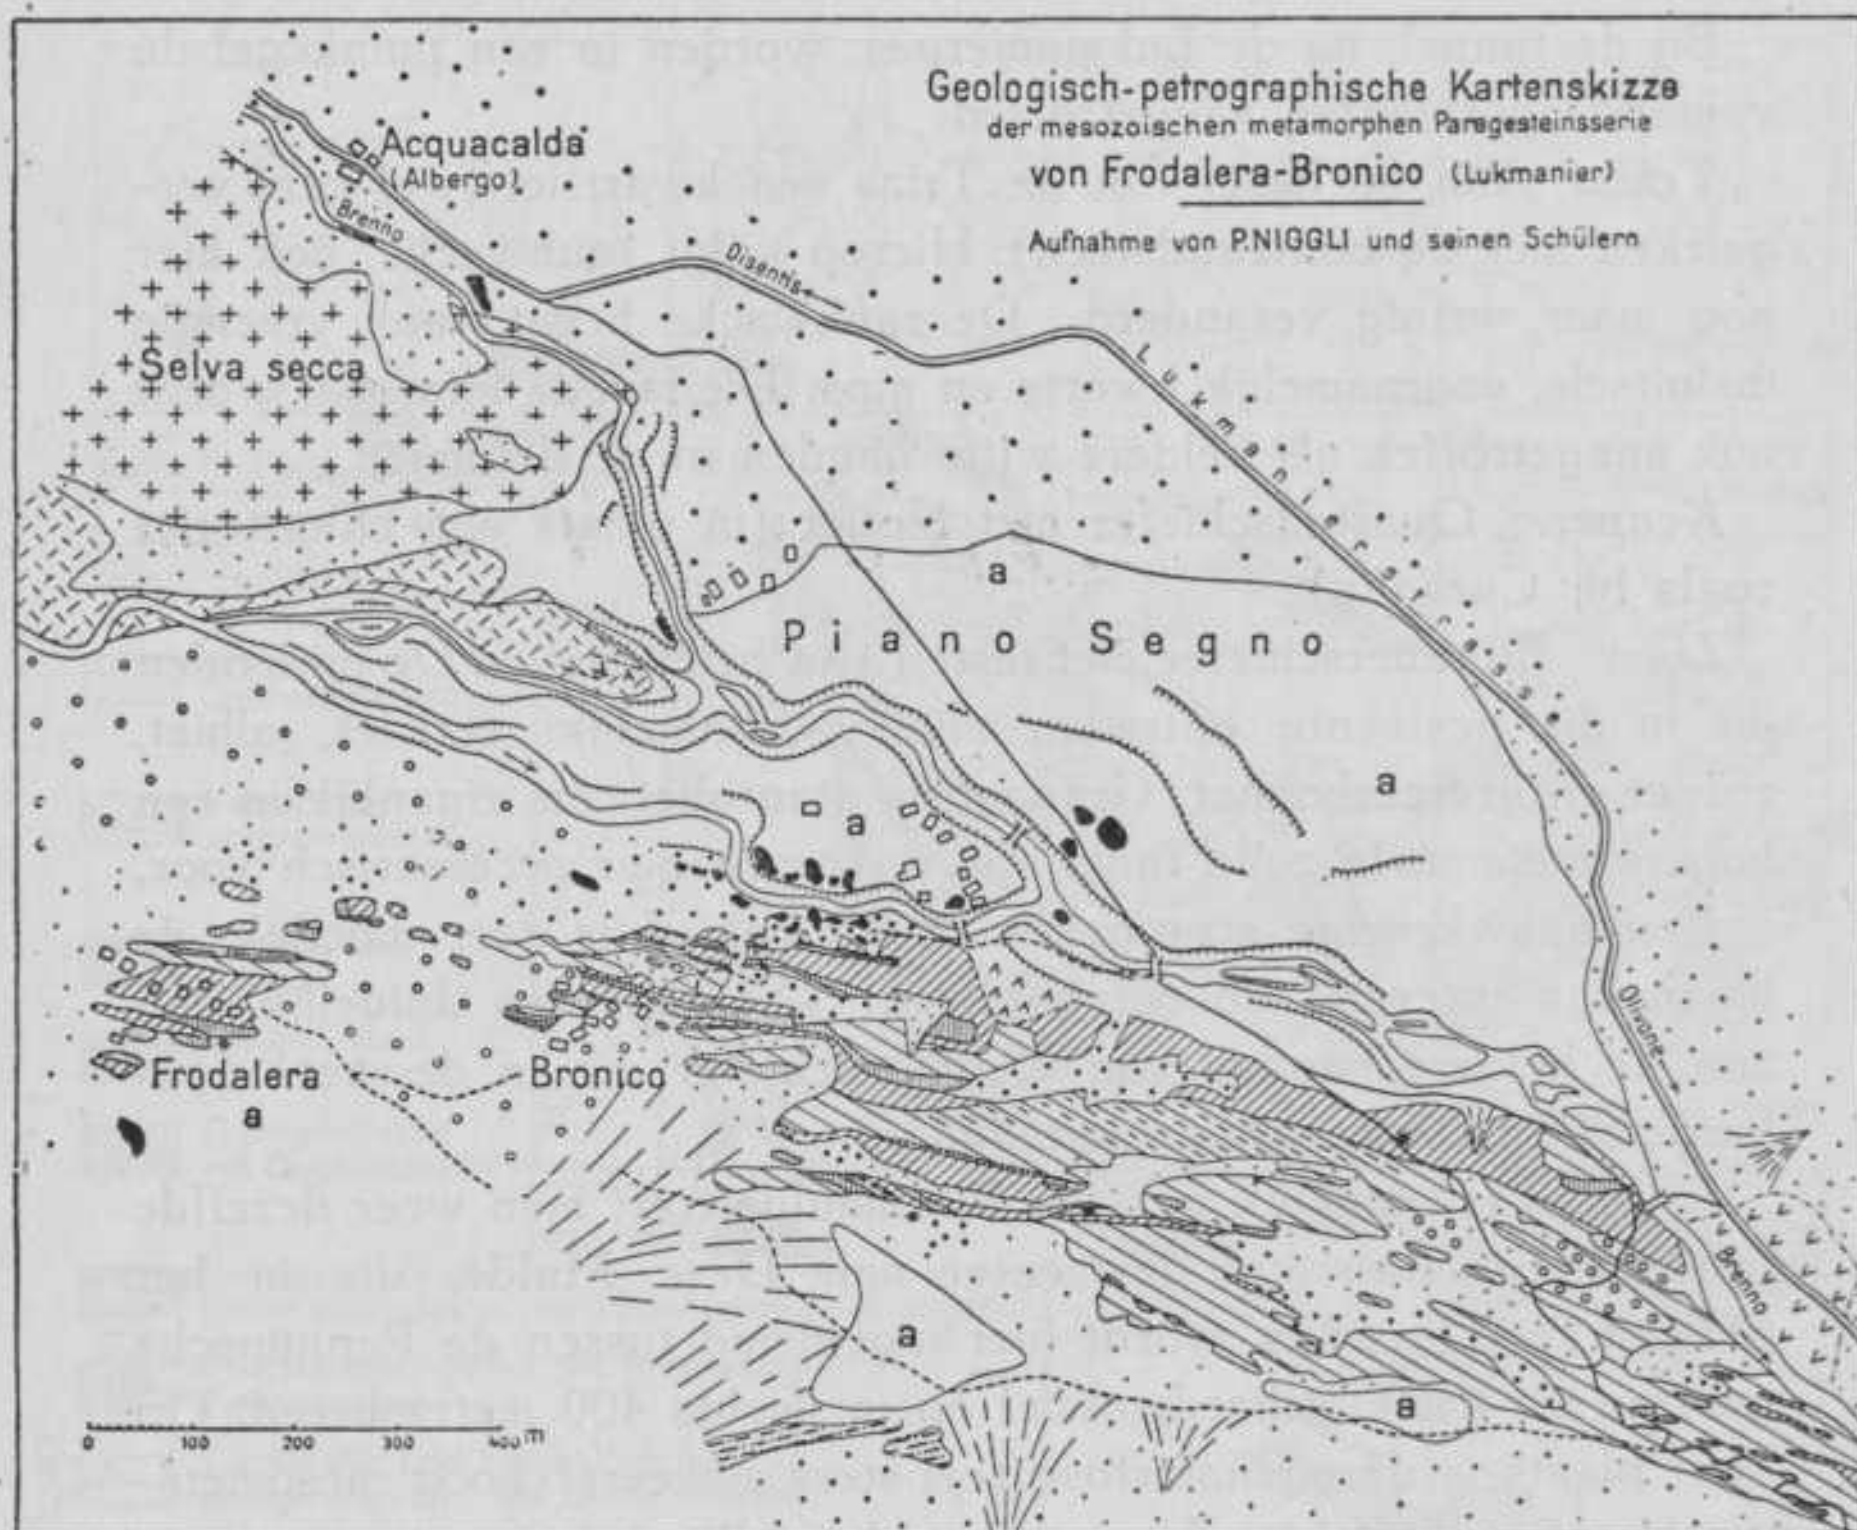 Geologisch-petrographische Kartenskizze
der mesozoischen metamorphen Paragesteinsserie
von Frodalera-Bronico (Lukmanier)
Aufnahme von P.NIGGLI und seinen Schülern
Acquacalda
(Albergo)
Brenno
Disentis
Lukmanierstrasse
Selva secca
a
Piano Segno
a
a
Olivone
Frodalera
a
Bronico
Brenno
a
a
0 100 200 300 400 m